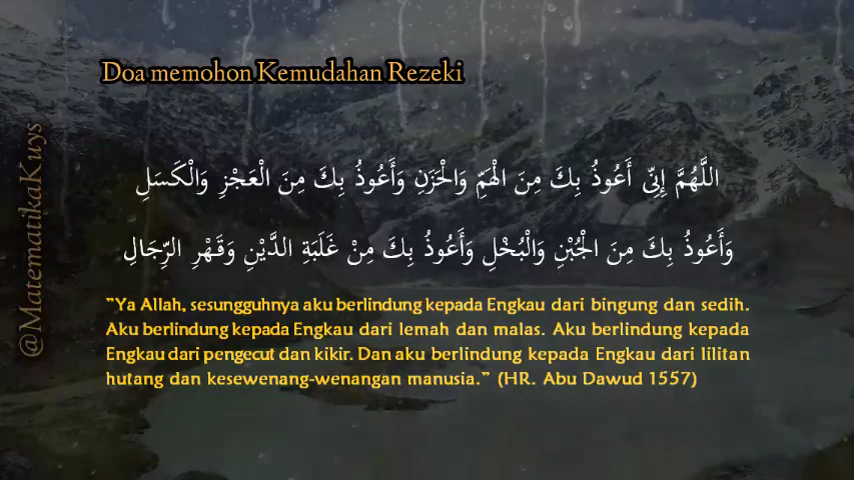 Doa memohon Kemudahan Rezeki
اللَّهُمَّ إِنِّى أَعُوذُ بِكَ مِنَ الْهَمِّ وَالْحَزَنِ وَأَعُوذُ بِكَ مِنَ الْعَجْزِ وَالْكَسَلِ
وَأَعُوذُ بِكَ مِنَ الْجُبْنِ وَالْبُخْلِ وَأَعُوذُ بِكَ مِنْ غَلَبَةِ الدَّيْنِ وَقَهْرِ الرِّجَالِ
"Ya Allah, sesungguhnya aku berlindung kepada Engkau dari bingung dan sedih.
Aku berlindung kepada Engkau dari lemah dan malas. Aku berlindung kepada
Engkau dari pengecut dan kikir. Dan aku berlindung kepada Engkau dari lilitan
hutang dan kesewenang-wenangan manusia." (HR. Abu Dawud 1557)
@MatematikaKuys